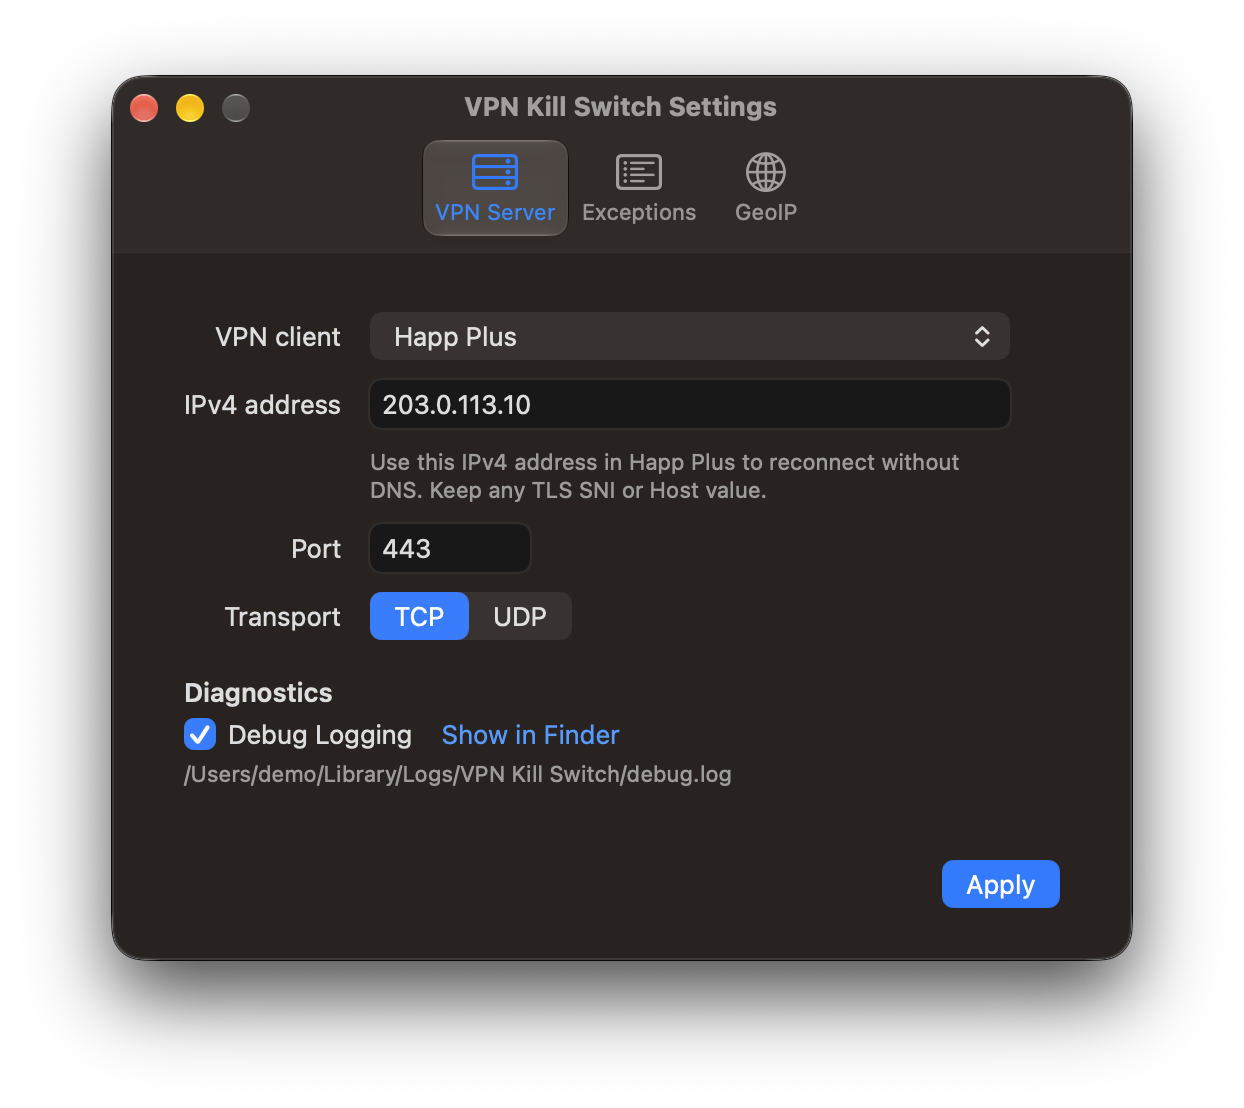 VPN Kill Switch Settings
VPN Server
Exceptions
GeoIP
VPN client
Happ Plus
IPv4 address
203.0.113.10
Use this IPv4 address in Happ Plus to reconnect without
DNS. Keep any TLS SNI or Host value.
Port
443
Transport
TCP
UDP
Diagnostics
Debug Logging
Show in Finder
/Users/demo/Library/Logs/VPN Kill Switch/debug.log
Apply